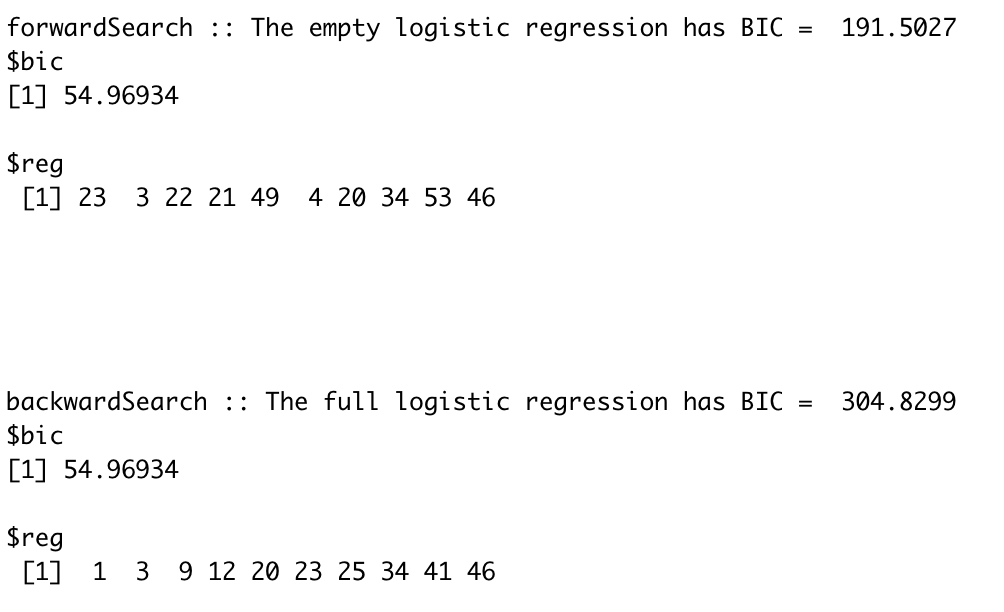 forwardSearch :: The empty logistic regression has BIC =  191.5027
$bic
[1] 54.96934
$reg
 [1] 23  3 22 21 49  4 20 34 53 46
backwardSearch :: The full logistic regression has BIC =  304.8299
$bic
[1] 54.96934
$reg
 [1]  1  3  9 12 20 23 25 34 41 46